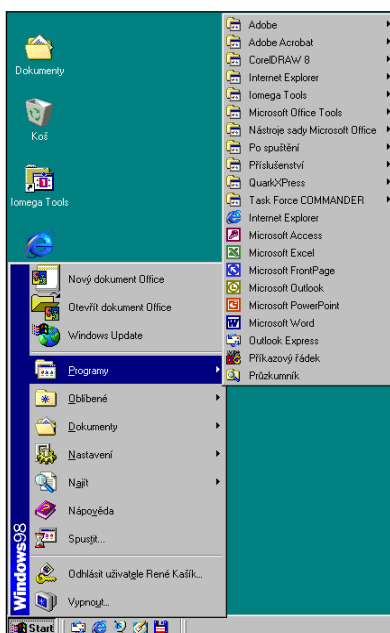 Dokumenty
Koš
Iomega Tools
Adobe
Adobe Acrobat
CorelDRAW 8
Internet Explorer
Iomega Tools
Microsoft Office Tools
Nástroje sady Microsoft Office
Po spuštění
Příslušenství
QuarkXPress
Task Force COMMANDER
Internet Explorer
Microsoft Access
Microsoft Excel
Microsoft FrontPage
Microsoft Outlook
Microsoft PowerPoint
Microsoft Word
Outlook Express
Příkazový řádek
Průzkumník
Nový dokument Office
Otevřít dokument Office
Windows Update
Programy
Oblíbené
Dokumenty
Nastavení
Najít
Nápověda
Spustit...
Odhlásit uživatele René Kašík...
Vypnout...
Windows98
Start